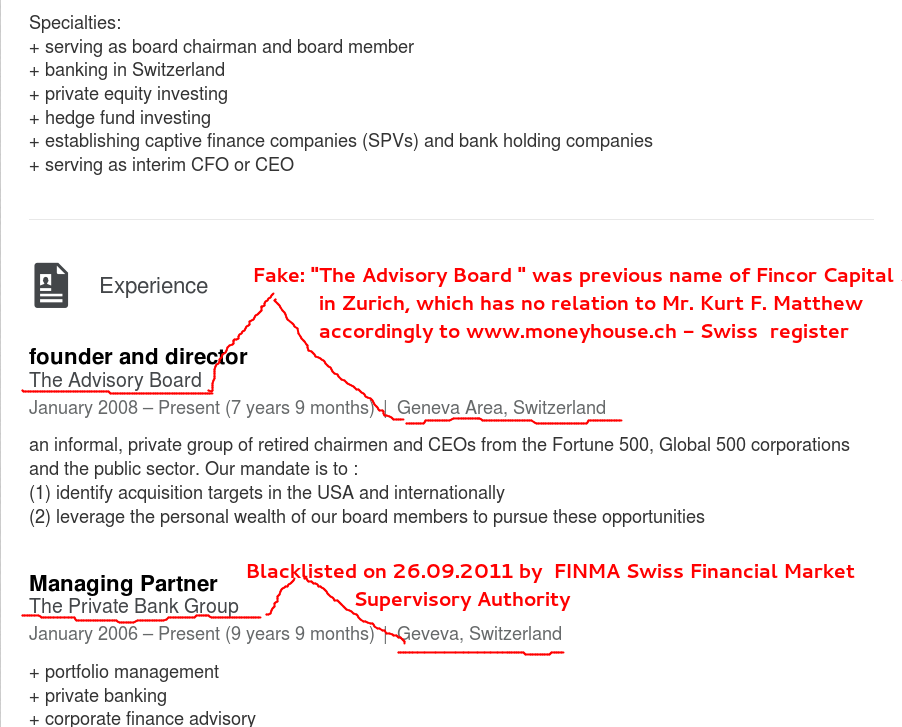 Specialties:
+ serving as board chairman and board member
+ banking in Switzerland
+ private equity investing
+ hedge fund investing
+ establishing captive finance companies (SPVs) and bank holding companies
+ serving as interim CFO or CEO
Experience
Fake: "The Advisory Board " was previous name of Fincor Capital
in Zurich, which has no relation to Mr. Kurt F. Matthew
accordingly to www.moneyhouse.ch - Swiss register
founder and director
The Advisory Board
January 2008 – Present (7 years 9 months) | Geneva Area, Switzerland
an informal, private group of retired chairmen and CEOs from the Fortune 500, Global 500 corporations
and the public sector. Our mandate is to :
(1) identify acquisition targets in the USA and internationally
(2) leverage the personal wealth of our board members to pursue these opportunities
Blacklisted on 26.09.2011 by FINMA Swiss Financial Market
Supervisory Authority
Managing Partner
The Private Bank Group
January 2006 – Present (9 years 9 months) | Geveva, Switzerland
+ portfolio management
+ private banking
+ corporate finance advisory